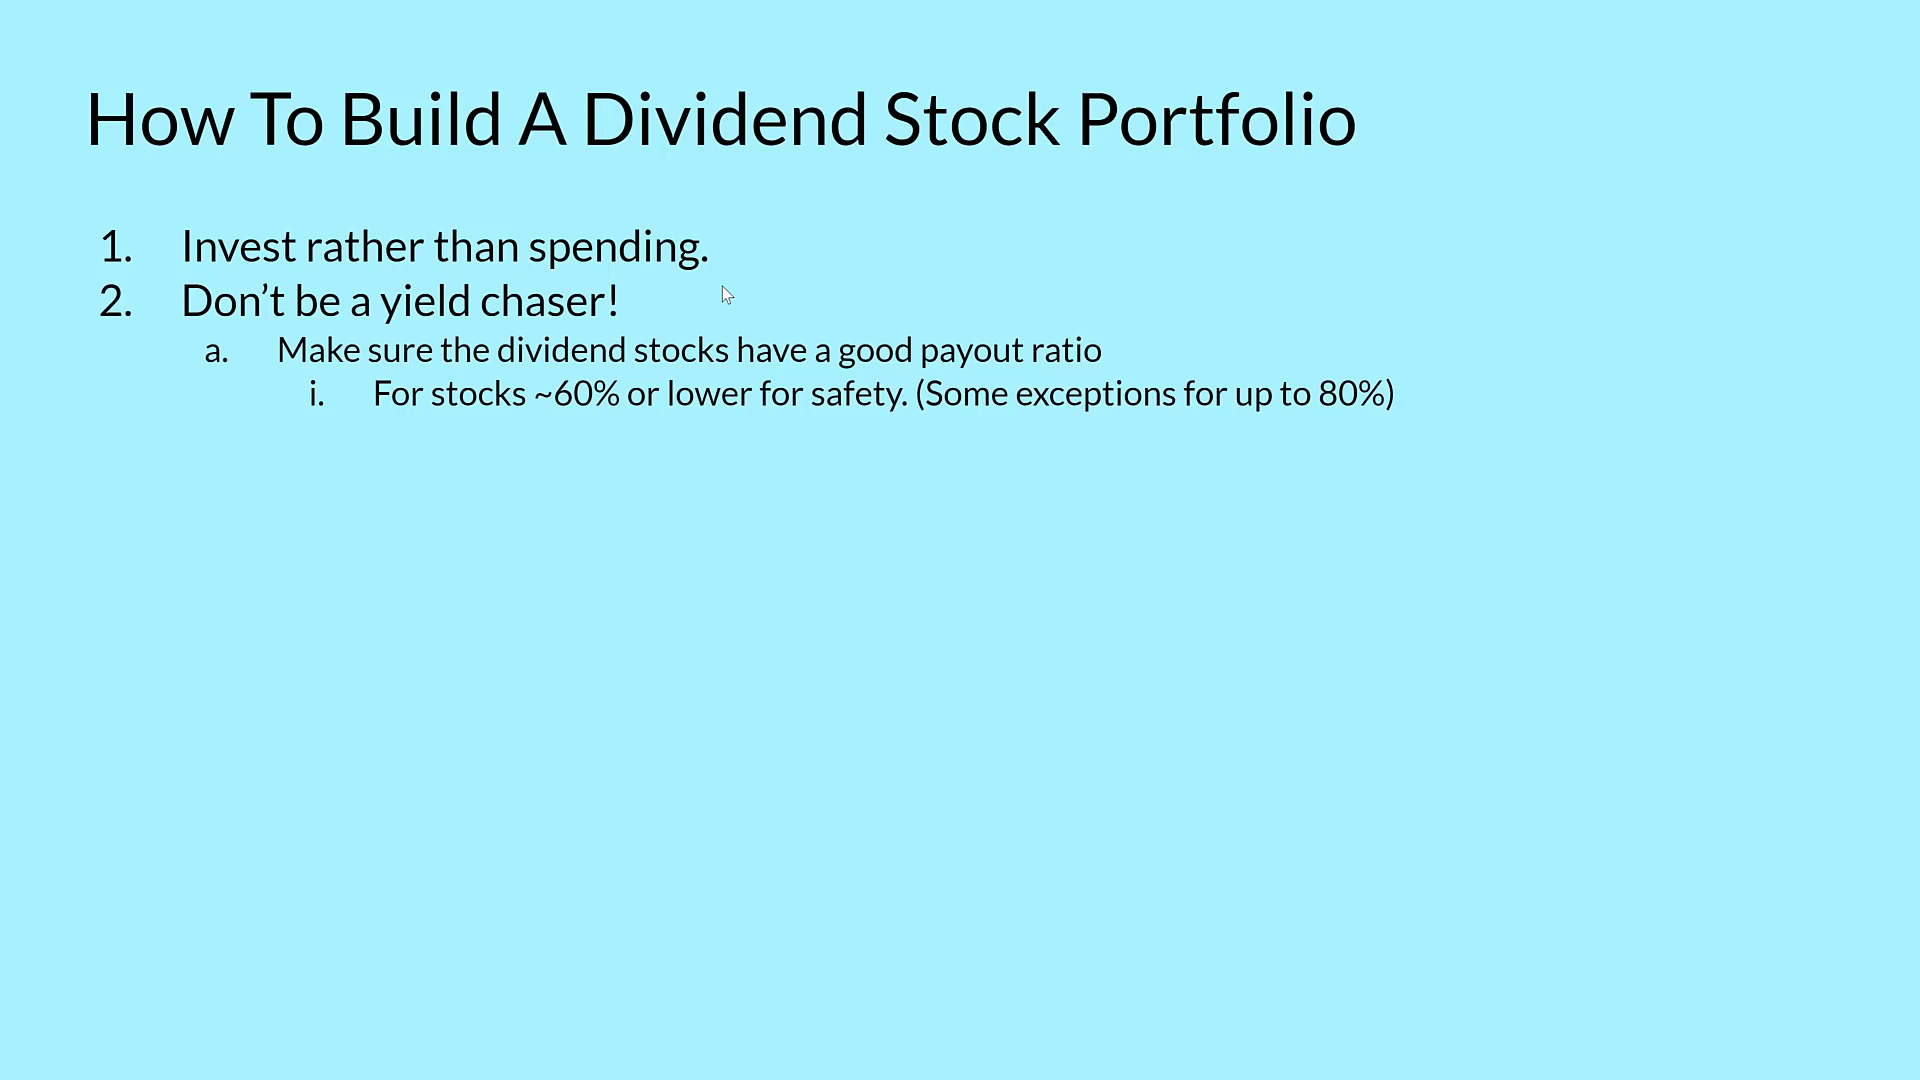 How To Build A Dividend Stock Portfolio
1. Invest rather than spending.
2. Don’t be a yield chaser!
a. Make sure the dividend stocks have a good payout ratio
i. For stocks ~60% or lower for safety. (Some exceptions for up to 80%)